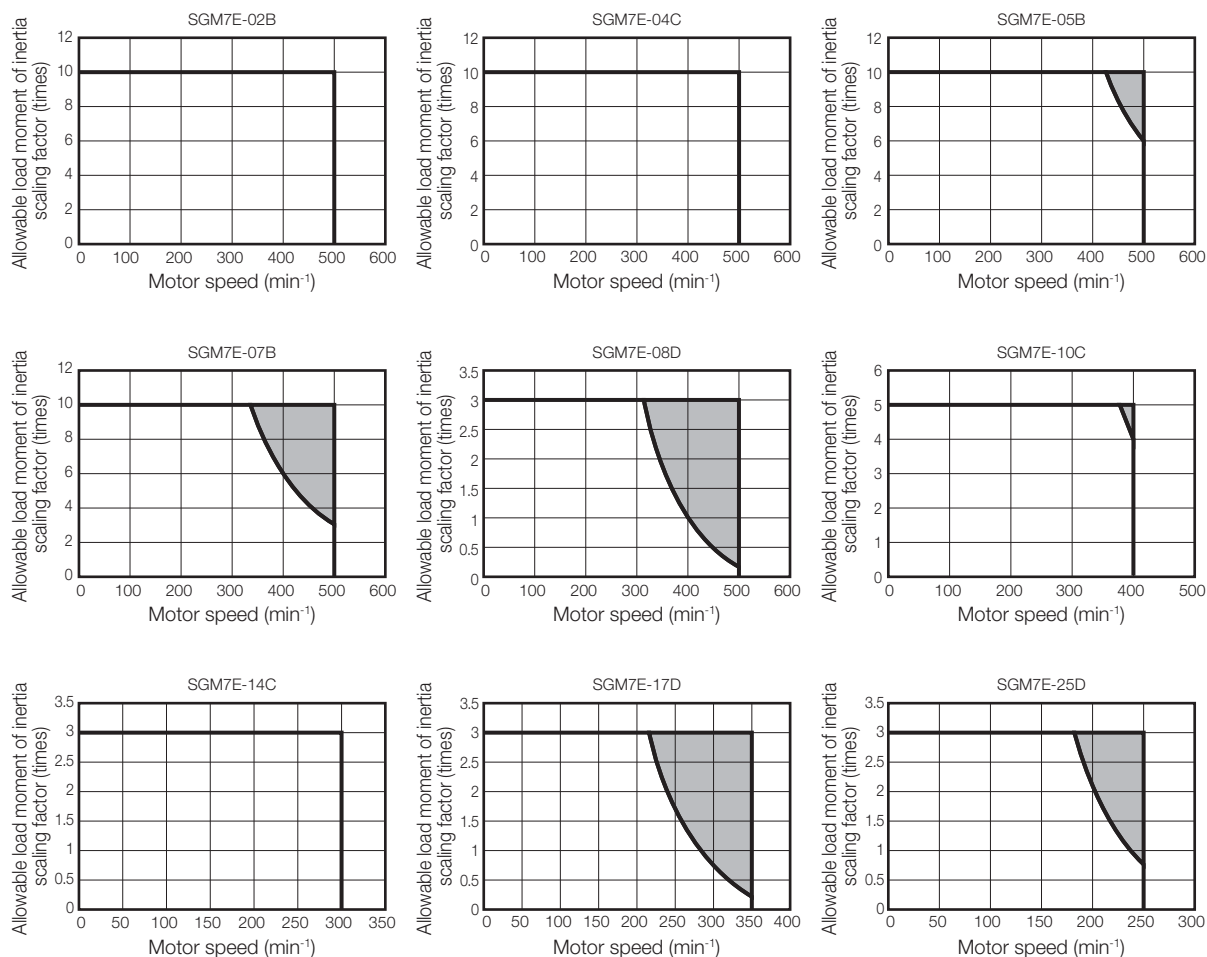 SGM7E-02B
Allowable load moment of inertia
scaling factor (times)
12
10
8
6
4
2
0
0 100 200 300 400 500 600
Motor speed (min-1)
SGM7E-04C
Allowable load moment of inertia
scaling factor (times)
12
10
8
6
4
2
0
0 100 200 300 400 500 600
Motor speed (min-1)
SGM7E-05B
Allowable load moment of inertia
scaling factor (times)
12
10
8
6
4
2
0
0 100 200 300 400 500 600
Motor speed (min-1)
SGM7E-07B
Allowable load moment of inertia
scaling factor (times)
12
10
8
6
4
2
0
0 100 200 300 400 500 600
Motor speed (min-1)
SGM7E-08D
Allowable load moment of inertia
scaling factor (times)
3.5
3
2.5
2
1.5
1
0.5
0
0 100 200 300 400 500 600
Motor speed (min-1)
SGM7E-10C
Allowable load moment of inertia
scaling factor (times)
6
5
4
3
2
1
0
0 100 200 300 400 500
Motor speed (min-1)
SGM7E-14C
Allowable load moment of inertia
scaling factor (times)
3.5
3
2.5
2
1.5
1
0.5
0
0 50 100 150 200 250 300 350
Motor speed (min-1)
SGM7E-17D
Allowable load moment of inertia
scaling factor (times)
3.5
3
2.5
2
1.5
1
0.5
0
0 50 100 150 200 250 300 350 400
Motor speed (min-1)
SGM7E-25D
Allowable load moment of inertia
scaling factor (times)
3.5
3
2.5
2
1.5
1
0.5
0
0 50 100 150 200 250 300
Motor speed (min-1)